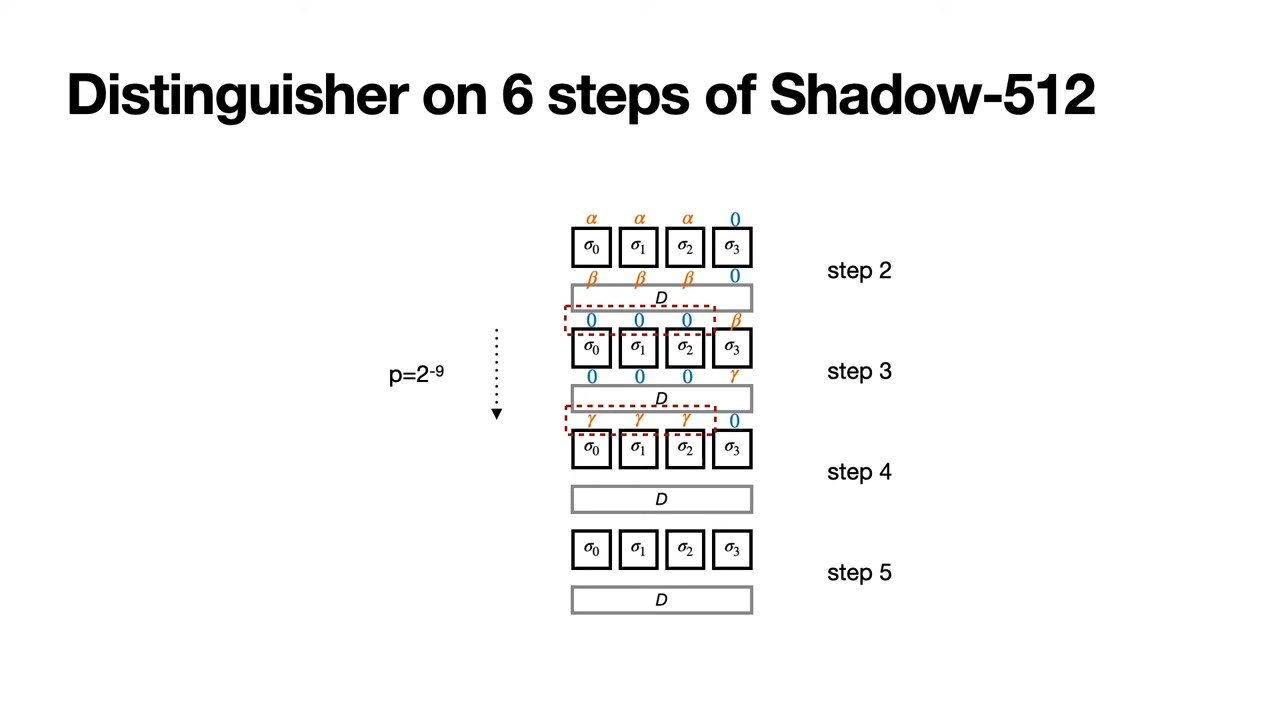 Distinguisher on 6 steps of Shadow-512
α α α 0
σ0 σ1 σ2 σ3
step 2
β β β 0
D
0 0 0 β
σ0 σ1 σ2 σ3
step 3
p=2-9
0 0 0 γ
D
γ γ γ 0
σ0 σ1 σ2 σ3
step 4
D
σ0 σ1 σ2 σ3
step 5
D